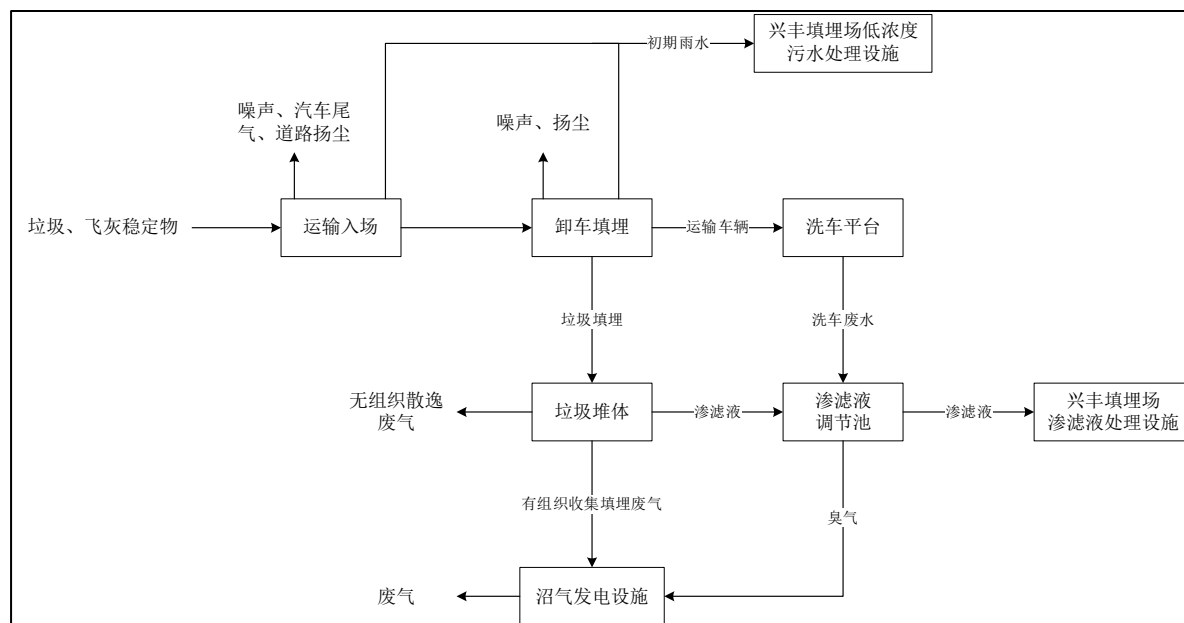 初期雨水
兴丰填埋场低浓度
污水处理设施
噪声、汽车尾
气、道路扬尘
噪声、扬尘
垃圾、飞灰稳定物
运输入场
卸车填埋
运输车辆
洗车平台
垃圾填埋
洗车废水
无组织散逸
废气
垃圾堆体
渗滤液
渗滤液
调节池
渗滤液
兴丰填埋场
渗滤液处理设施
有组织收集填埋废气
臭气
废气
沼气发电设施